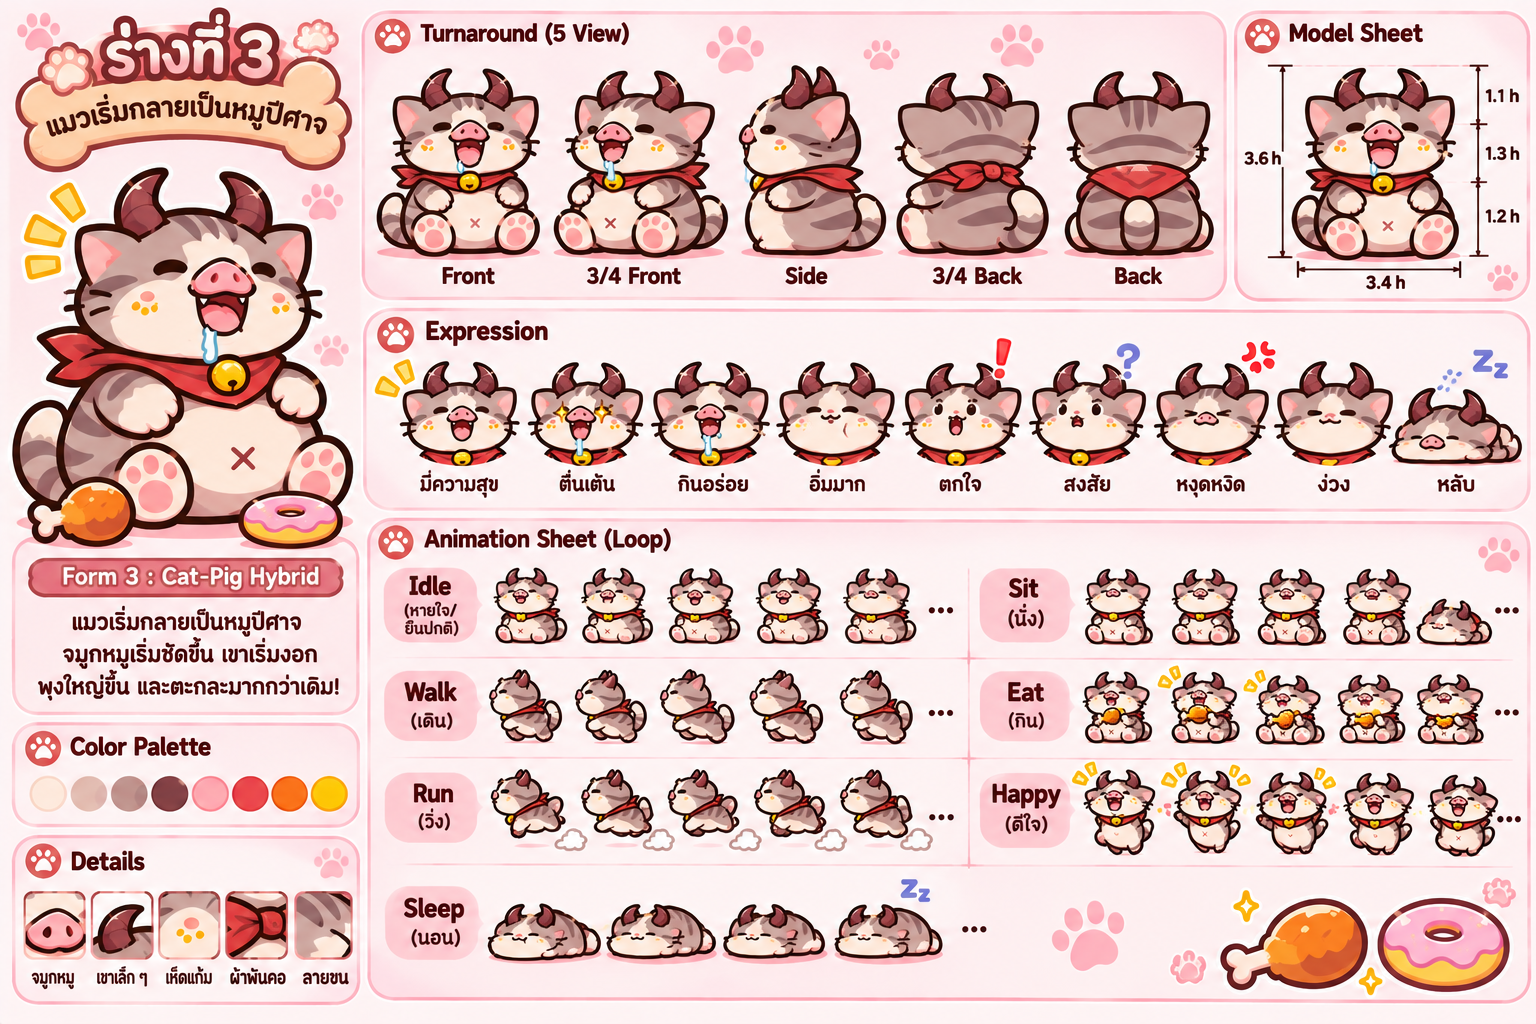 ร่างที่ 3
แมวเริ่มกลายเป็นหมูปีศาจ
Form 3 : Cat-Pig Hybrid
แมวเริ่มกลายเป็นหมูปีศาจ
จมูกหมูเริ่มชัดขึ้น เขาเริ่มงอก
พุงใหญ่ขึ้น และตะกละมากกว่าเดิม!
Color Palette
Details
จมูกหมู
เขาเล็ก ๆ
เห็ดแก้ม
ผ้าพันคอ
ลายขน
Turnaround (5 View)
Front
3/4 Front
Side
3/4 Back
Back
Model Sheet
3.6 h
1.1 h
1.3 h
1.2 h
3.4 h
Expression
!
?
Zz
มี่ความสุข
ตื่นเต้น
กินอร่อย
อิ่มมาก
ตกใจ
สงสัย
หงุดหงิด
ง่วง
หลับ
Animation Sheet (Loop)
Idle
(หายใจ/
ยืนปกติ)
...
Sit
(นั่ง)
...
Walk
(เดิน)
...
Eat
(กิน)
...
Run
(วิ่ง)
...
Happy
(ดีใจ)
...
Sleep
(นอน)
Zz
...